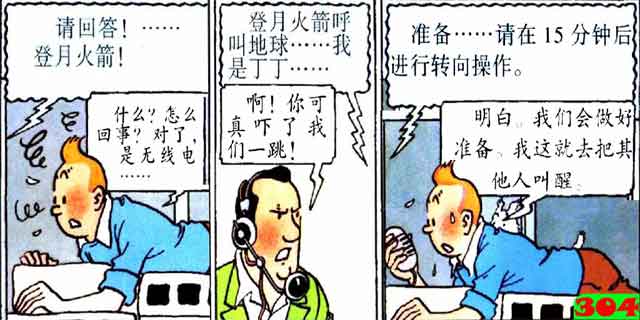 请回答！……
登月火箭！
什么？怎么
回事？对了，
是无线电
……
登月火箭呼
叫地球……我
是丁丁……
啊！你可
真吓了我
们一跳！
准备……请在15分钟后
进行转向操作。
明白。我们会做好
准备。我这就去把其
他人叫醒。
304